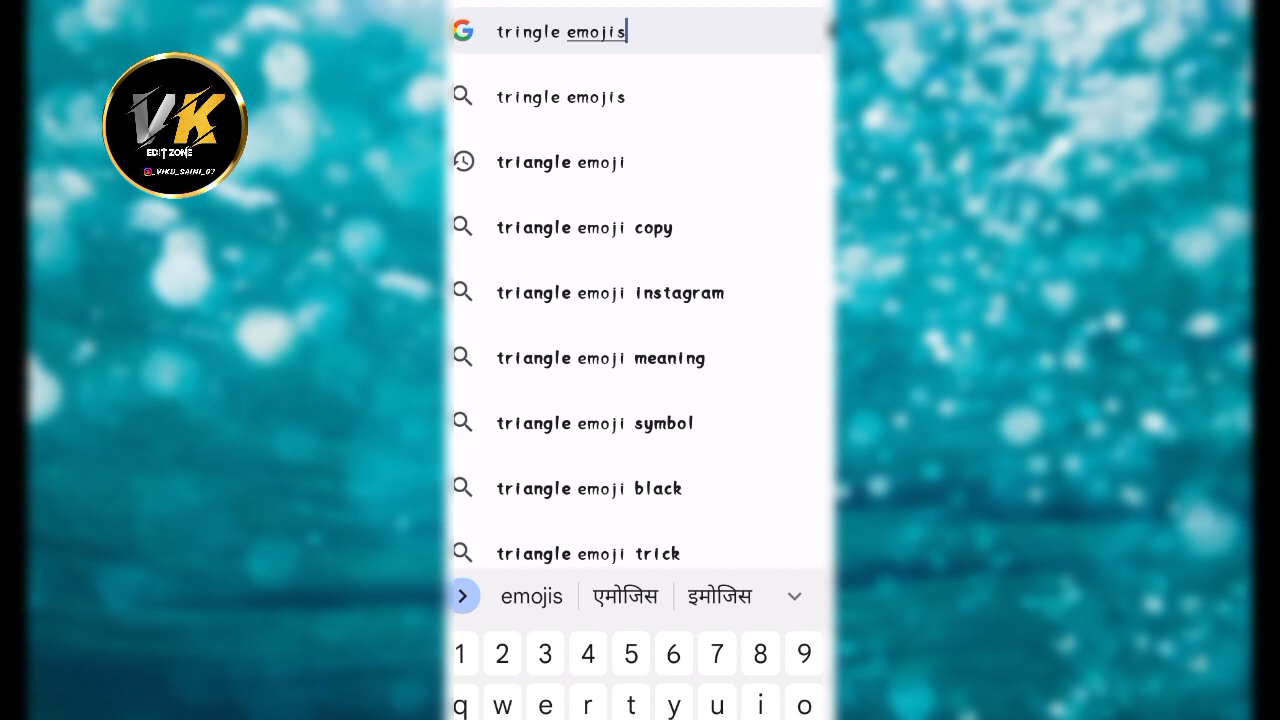 tringle emojis
VK
EDIT ZONE
_VIKU_SAINI_07
tringle emojis
triangle emoji
triangle emoji copy
triangle emoji instagram
triangle emoji meaning
triangle emoji symbol
triangle emoji black
triangle emoji trick
emojis एमोजिस इमोजिस
1 2 3 4 5 6 7 8 9
q w e r t y u i o